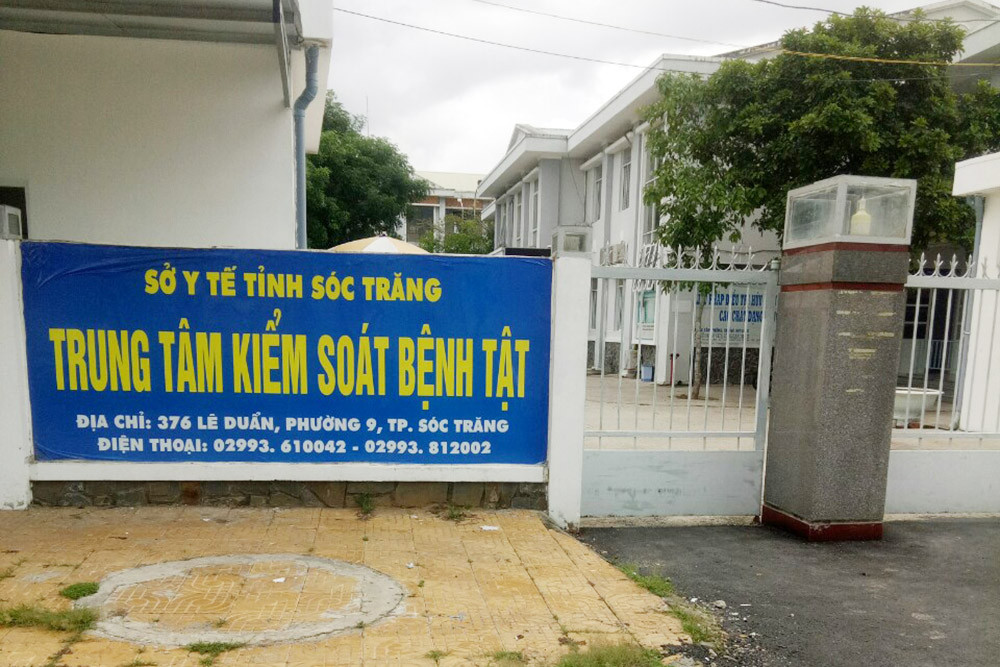 SỞ Y TẾ TỈNH SÓC TRĂNG
TRUNG TÂM KIỂM SOÁT BỆNH TẬT
ĐỊA CHỈ: 376 LÊ DUẨN, PHƯỜNG 9, TP. SÓC TRĂNG
ĐIỆN THOẠI: 02993. 610042 - 02993. 812002